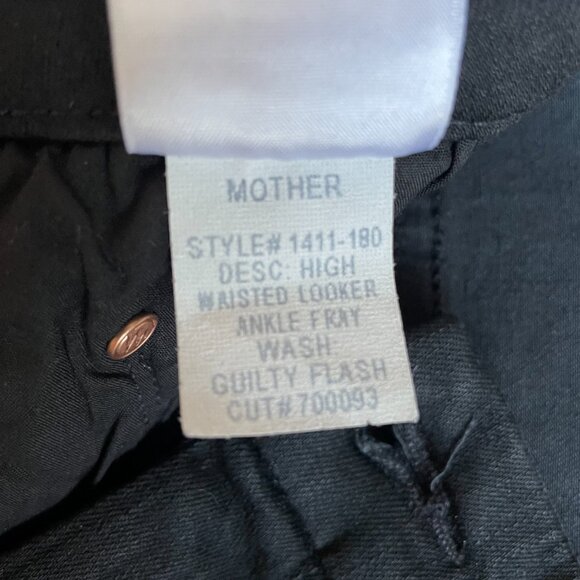 MOTHER
STYLE# 1411-180
DESC: HIGH
WAISTED LOOKER
ANKLE FRAY
WASH
GUILTY FLASH
CUT# 700093